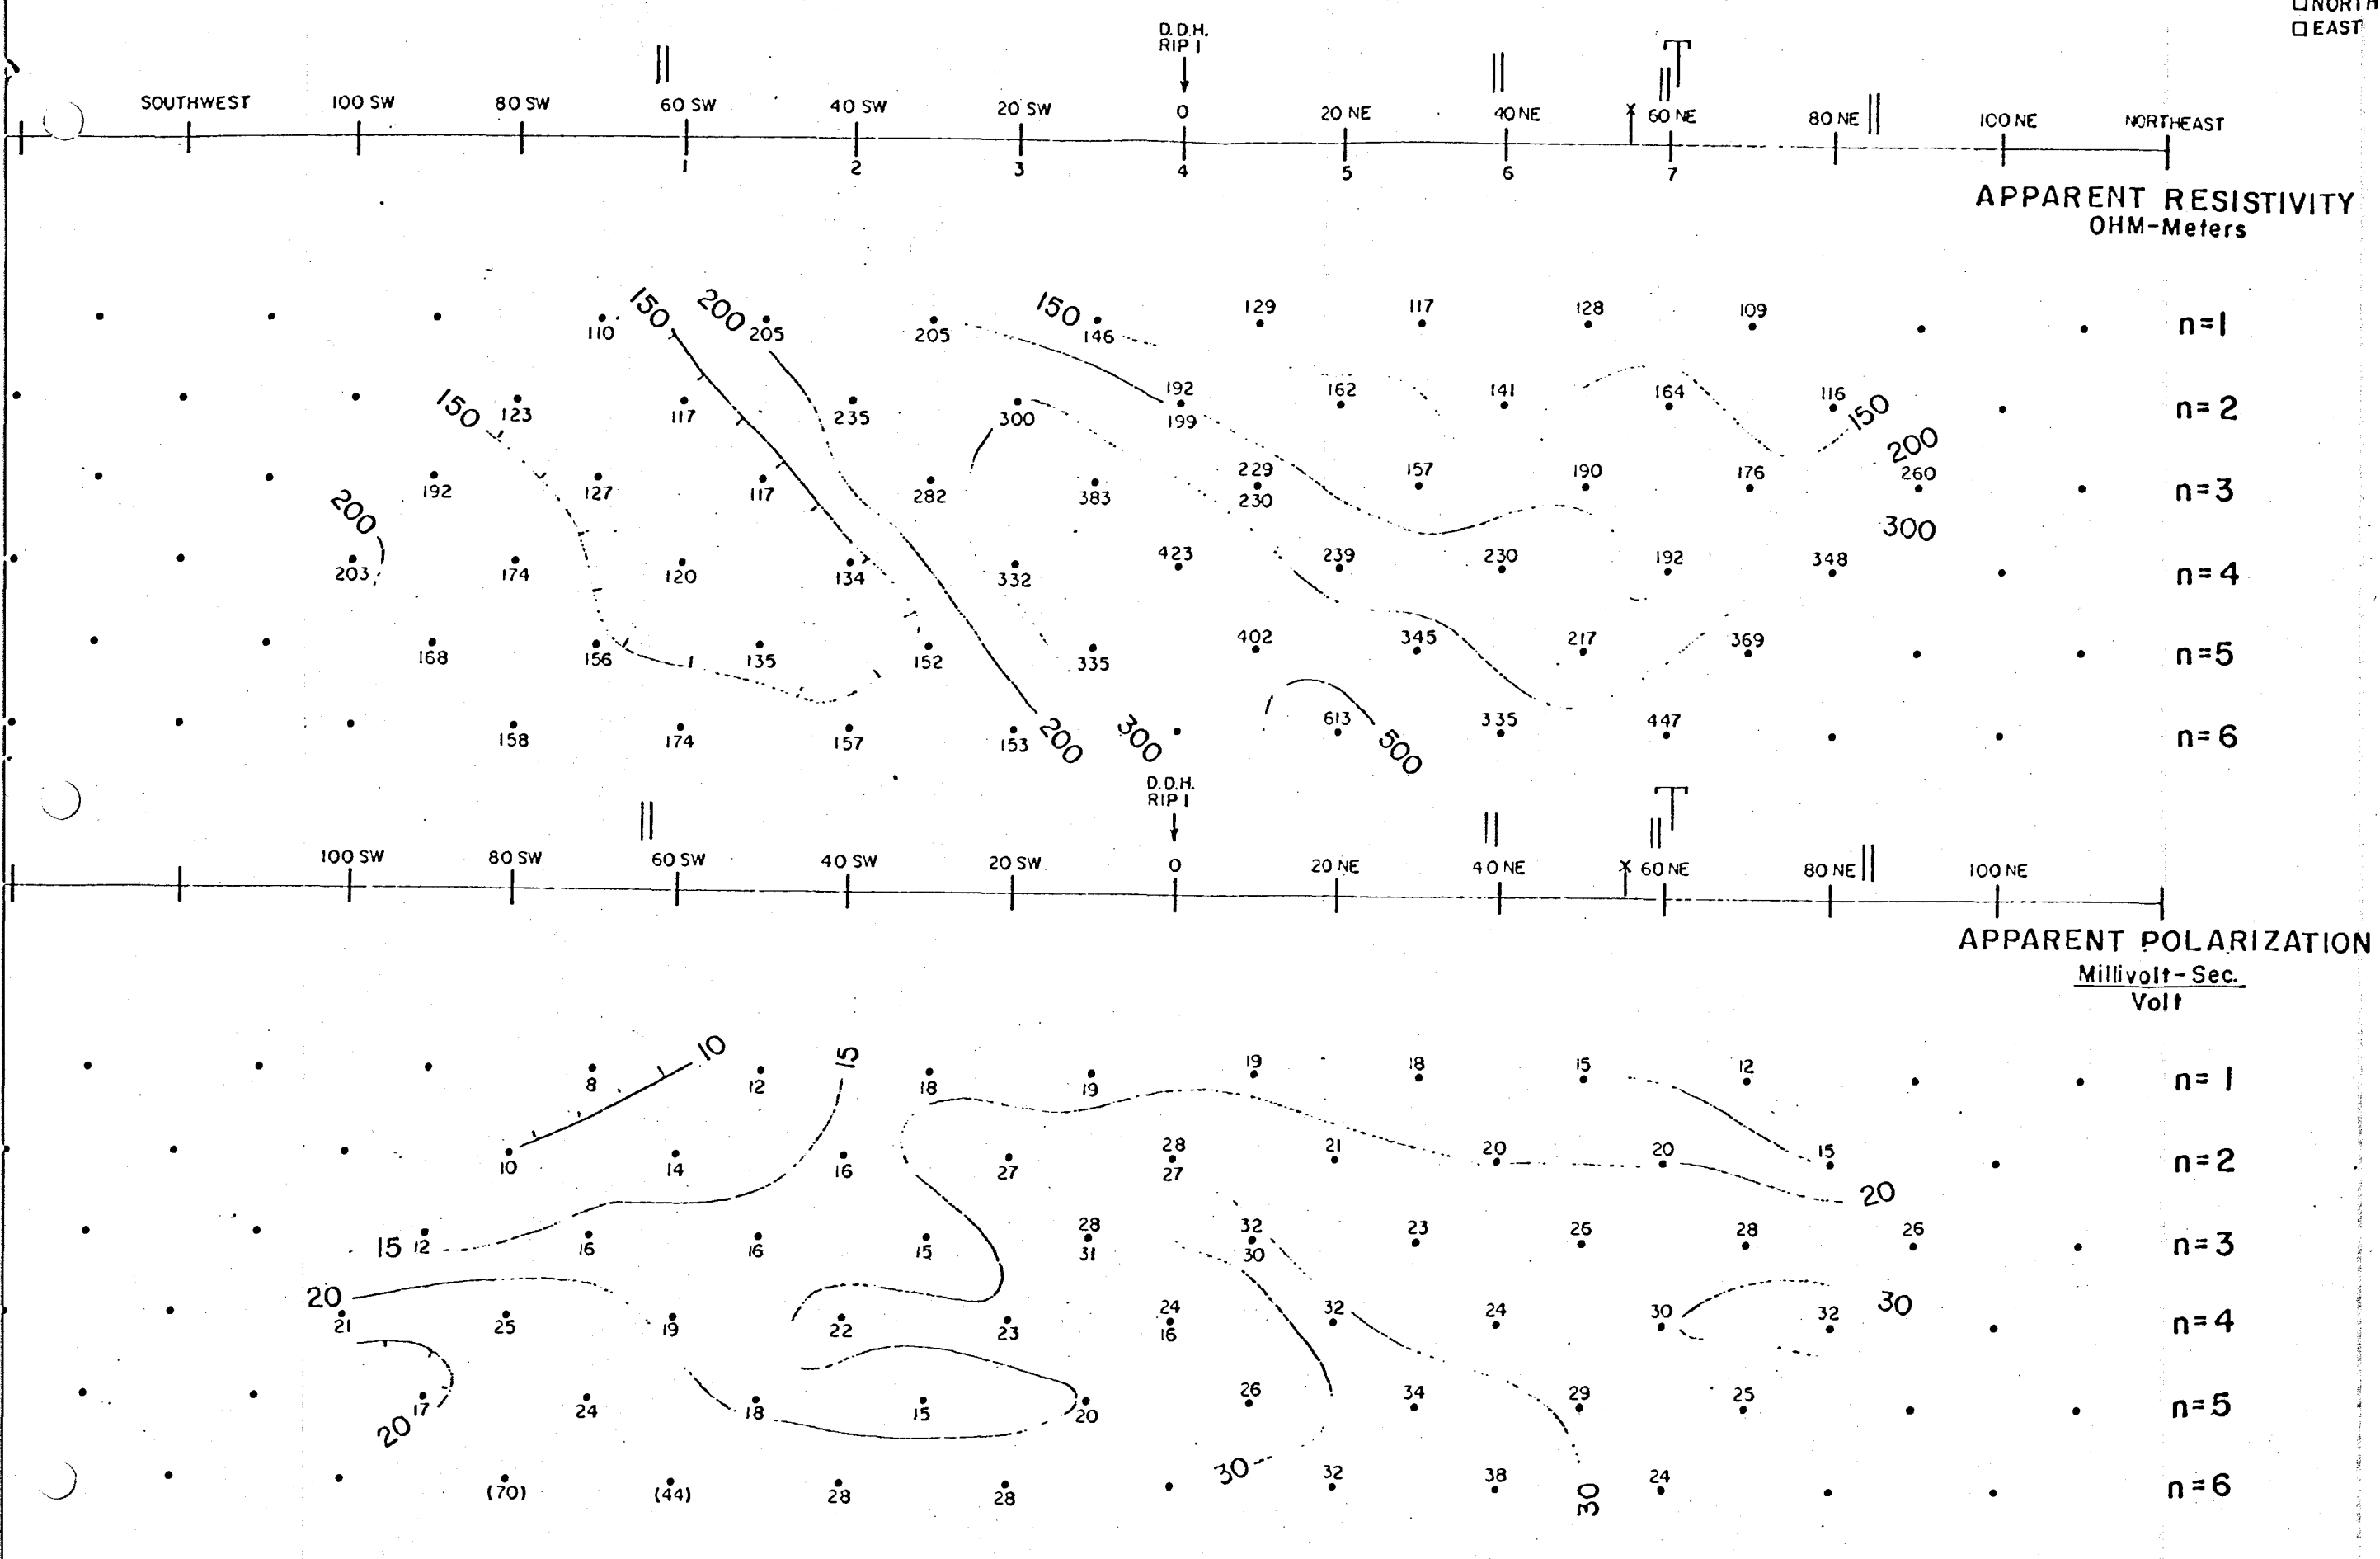 □ NORTH
□ EAST
D.D.H.
RIP 1
SOUTHWEST 100 SW 80 SW 60 SW 40 SW 20 SW 0 20 NE 40 NE 60 NE 80 NE 100 NE NORTHEAST
1 2 3 4 5 6 7
APPARENT RESISTIVITY
OHM-Meters
150 200 150
110 205 205 146 129 117 128 109 n=1
150 123 117 235 300 192 162 141 164 116 150
199
n=2
200
200 192 127 117 282 383 229 157 190 176 260
230
n=3
300
203 174 120 134 332 423 239 230 192 348 n=4
168 156 135 152 335 402 345 217 369 n=5
158 174 157 153 200 300 613 335 447 n=6
500
D.D.H.
RIP 1
100 SW 80 SW 60 SW 40 SW 20 SW 0 20 NE 40 NE 60 NE 80 NE 100 NE
APPARENT POLARIZATION
Millivolt-Sec.
Volt
10 15
8 12 18 19 19 18 15 12 n=1
10 14 16 27 28 21 20 20 15 n=2
27
20
15 12 16 16 15 28 32 23 26 28 26 n=3
31 30
20 30
21 25 19 22 23 24 32 24 30 32 n=4
16
17 24 18 15 20 26 34 29 25 n=5
20
30 30
(70) (44) 28 28 32 38 24 n=6